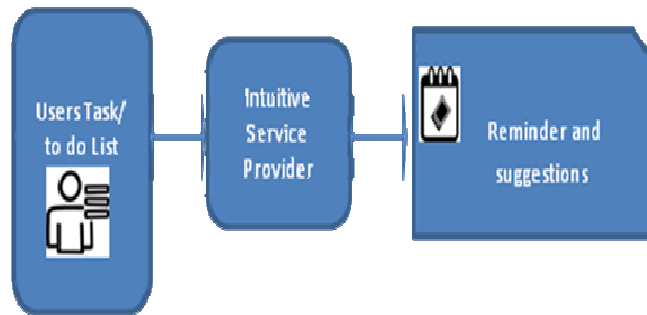 Users Task/
to do List
Intuitive
Service
Provider
Reminder and
suggestions